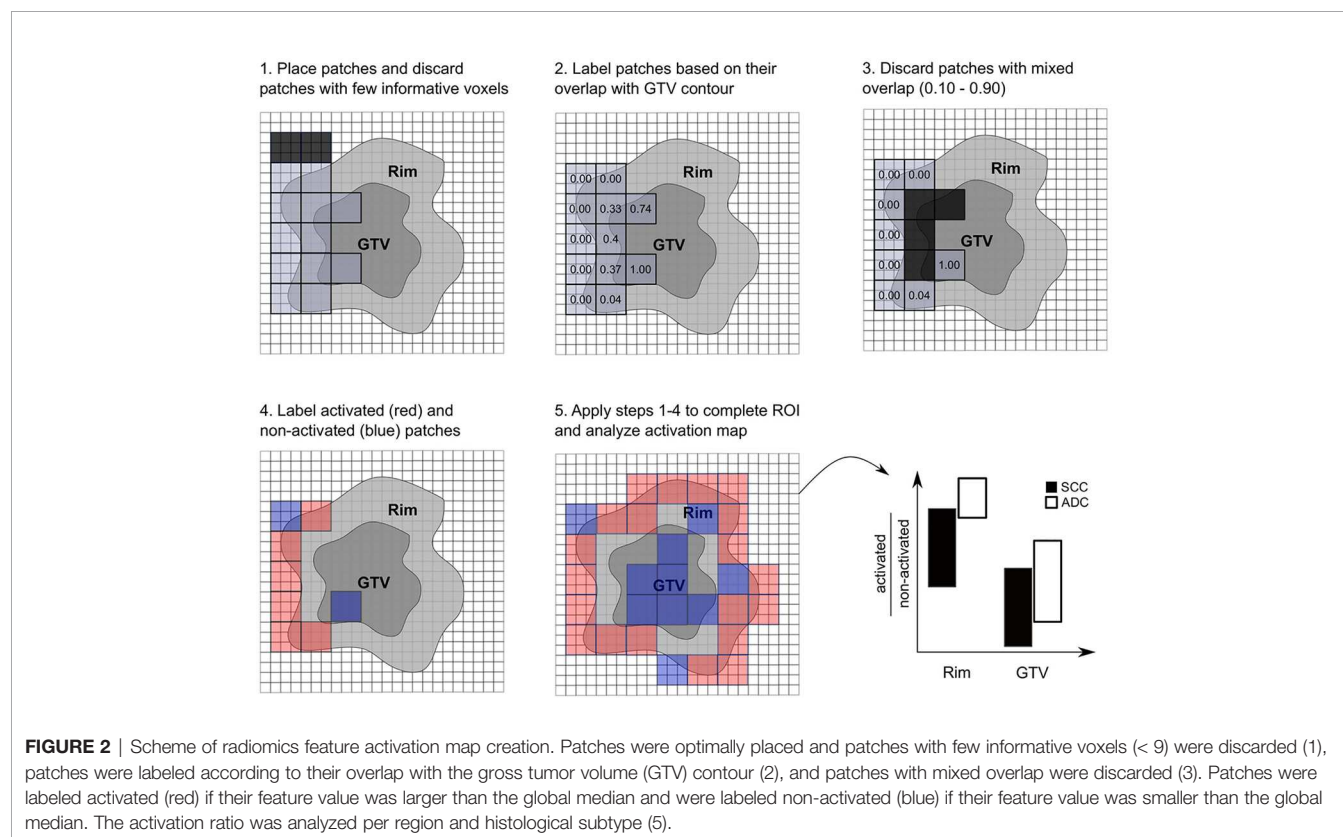 1. Place patches and discard
patches with few informative voxels
Rim
GTV
2. Label patches based on their
overlap with GTV contour
0.00 0.00
Rim
0.00 0.33 0.74
0.00 0.4
GTV
0.00 0.37 1.00
0.00 0.04
3. Discard patches with mixed
overlap (0.10 - 0.90)
0.00 0.00
Rim
0.00
0.00
GTV
0.00 1.00
0.00 0.04
4. Label activated (red) and
non-activated (blue) patches
Rim
GTV
5. Apply steps 1-4 to complete ROI
and analyze activation map
Rim
GTV
SCC
ADC
activated
non-activated
Rim GTV
FIGURE 2 | Scheme of radiomics feature activation map creation. Patches were optimally placed and patches with few informative voxels (< 9) were discarded (1),
patches were labeled according to their overlap with the gross tumor volume (GTV) contour (2), and patches with mixed overlap were discarded (3). Patches were
labeled activated (red) if their feature value was larger than the global median and were labeled non-activated (blue) if their feature value was smaller than the global
median. The activation ratio was analyzed per region and histological subtype (5).